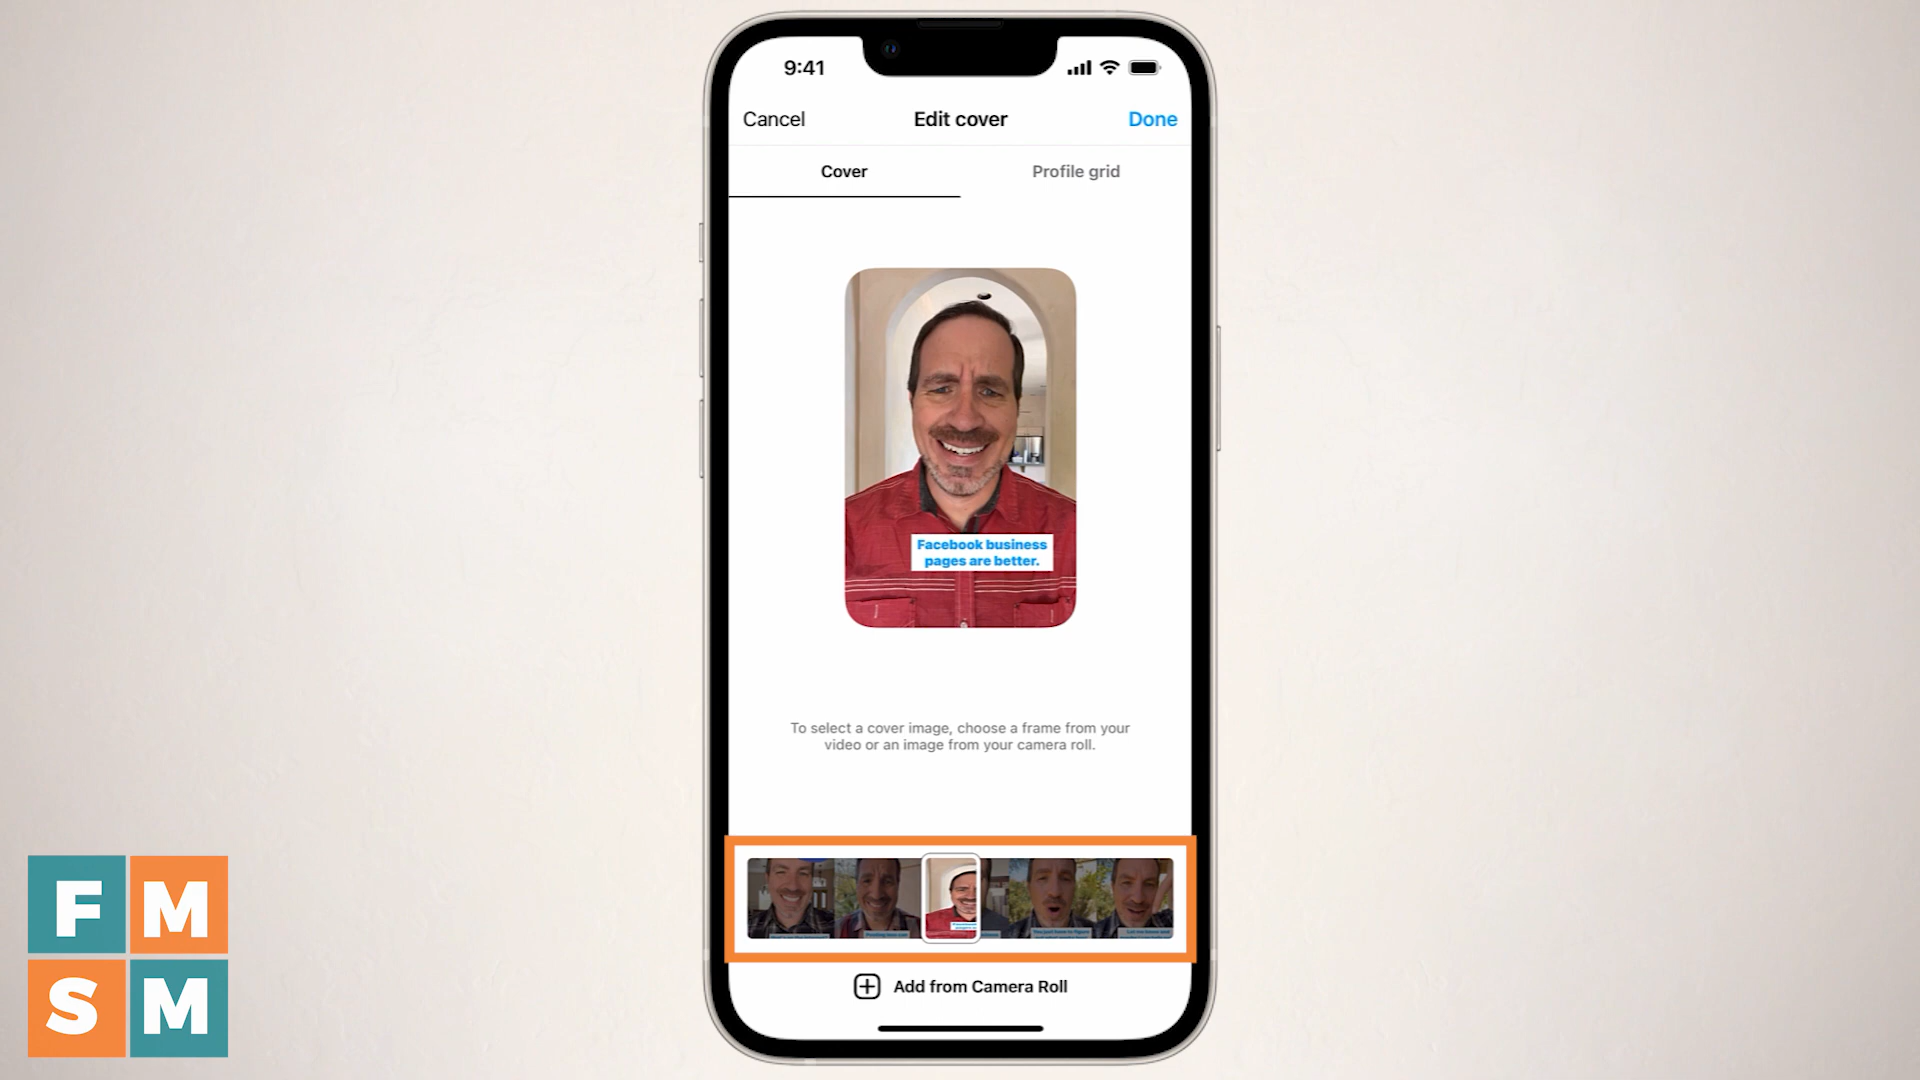 9:41
Cancel
Edit cover
Done
Cover
Profile grid
Facebook business
pages are better.
To select a cover image, choose a frame from your
video or an image from your camera roll.
Add from Camera Roll
F M
S M